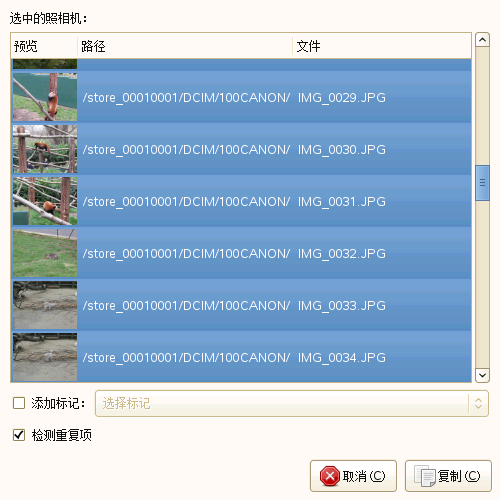 选中的照相机：
预览 路径 文件
/store_00010001/DCIM/100CANON/ IMG_0029.JPG
/store_00010001/DCIM/100CANON/ IMG_0030.JPG
/store_00010001/DCIM/100CANON/ IMG_0031.JPG
/store_00010001/DCIM/100CANON/ IMG_0032.JPG
/store_00010001/DCIM/100CANON/ IMG_0033.JPG
/store_00010001/DCIM/100CANON/ IMG_0034.JPG
添加标记： 选择标记
检测重复项
取消(C) 复制(C)